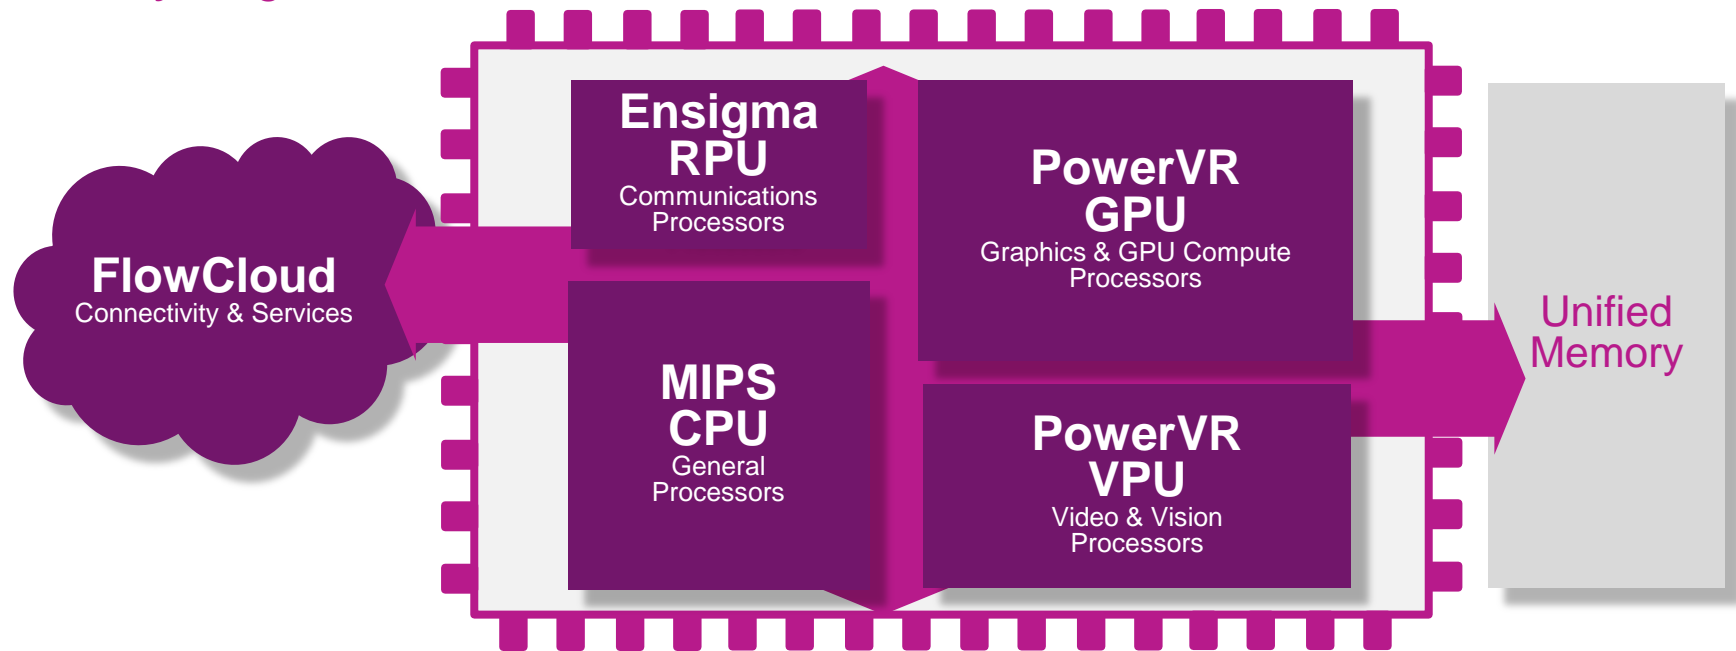 FlowCloud
Connectivity & Services
Ensigma
RPU
Communications
Processors
MIPS
CPU
General
Processors
PowerVR
GPU
Graphics & GPU Compute
Processors
PowerVR
VPU
Video & Vision
Processors
Unified
Memory